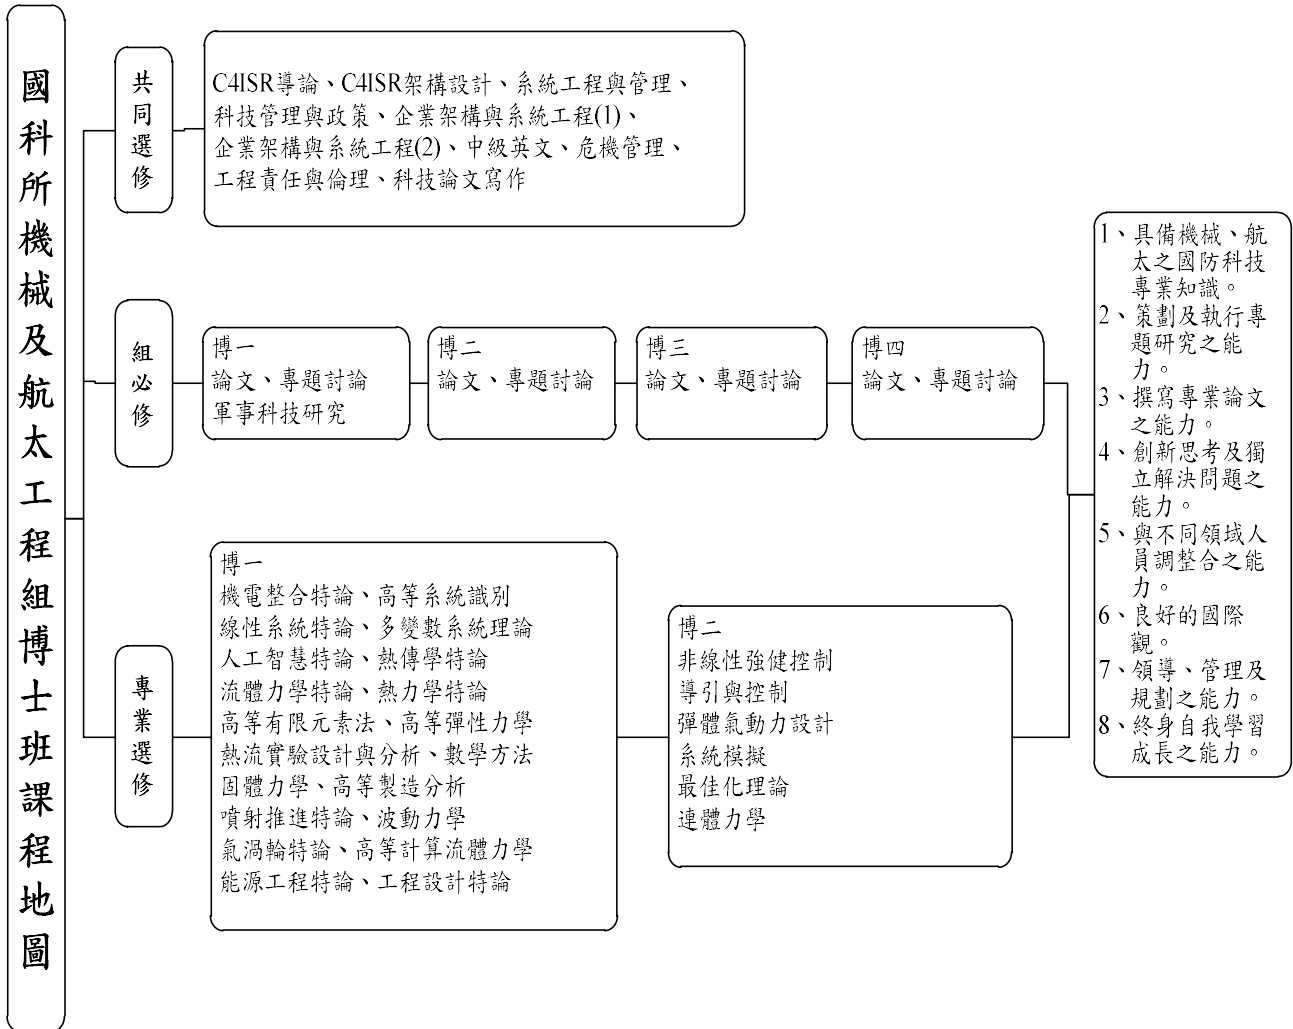 國科所機械及航太工程組博士班課程地圖
共同選修
C4ISR導論、C4ISR架構設計、系統工程與管理、
科技管理與政策、企業架構與系統工程(1)、
企業架構與系統工程(2)、中級英文、危機管理、
工程責任與倫理、科技論文寫作
組必修
博一
論文、專題討論
軍事科技研究
博二
論文、專題討論
博三
論文、專題討論
博四
論文、專題討論
專業選修
博一
機電整合特論、高等系統識別
線性系統特論、多變數系統理論
人工智慧特論、熱傳學特論
流體力學特論、熱力學特論
高等有限元素法、高等彈性力學
熱流實驗設計與分析、數學方法
固體力學、高等製造分析
噴射推進特論、波動力學
氣渦輪特論、高等計算流體力學
能源工程特論、工程設計特論
博二
非線性強健控制
導引與控制
彈體氣動力設計
系統模擬
最佳化理論
連體力學
1、具備機械、航
太之國防科技
專業知識。
2、策劃及執行專
題研究之能
力。
3、撰寫專業論文
之能力。
4、創新思考及獨
立解決問題之
能力。
5、與不同領域人
員調整合之能
力。
6、良好的國際
觀。
7、領導、管理及
規劃之能力。
8、終身自我學習
成長之能力。